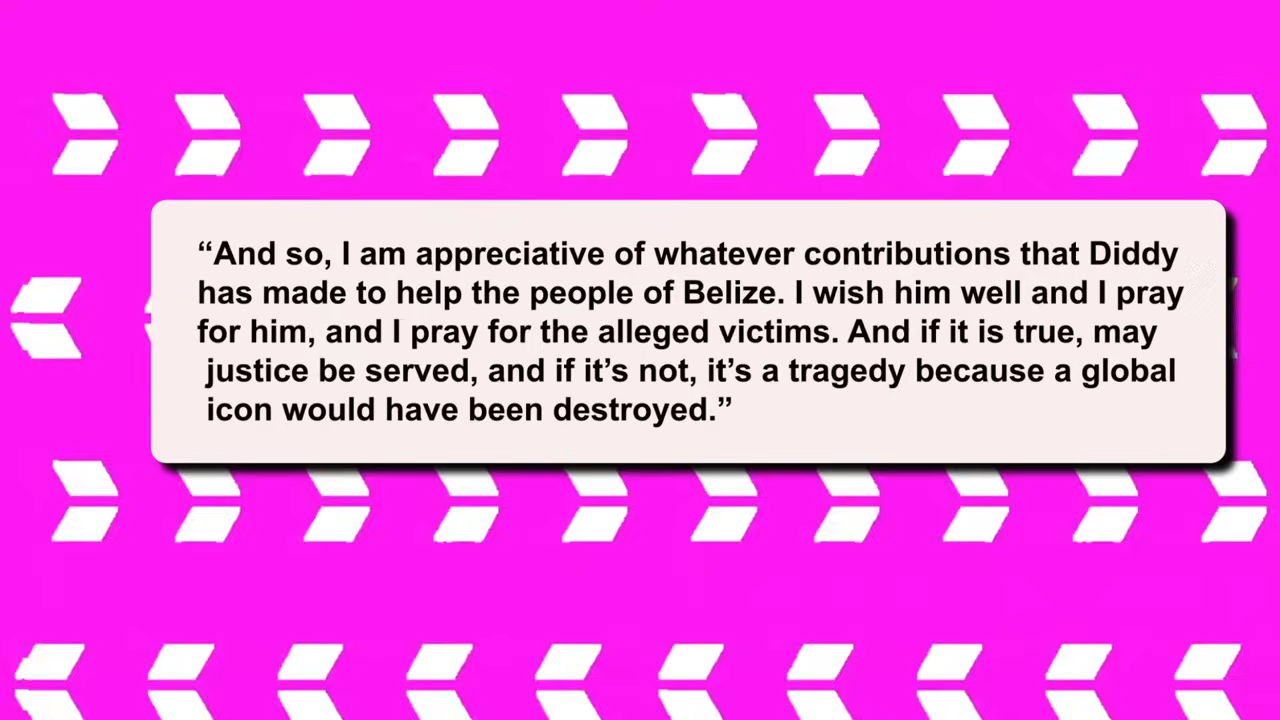 “And so, I am appreciative of whatever contributions that Diddy
has made to help the people of Belize. I wish him well and I pray
for him, and I pray for the alleged victims. And if it is true, may
justice be served, and if it’s not, it’s a tragedy because a global
icon would have been destroyed.”